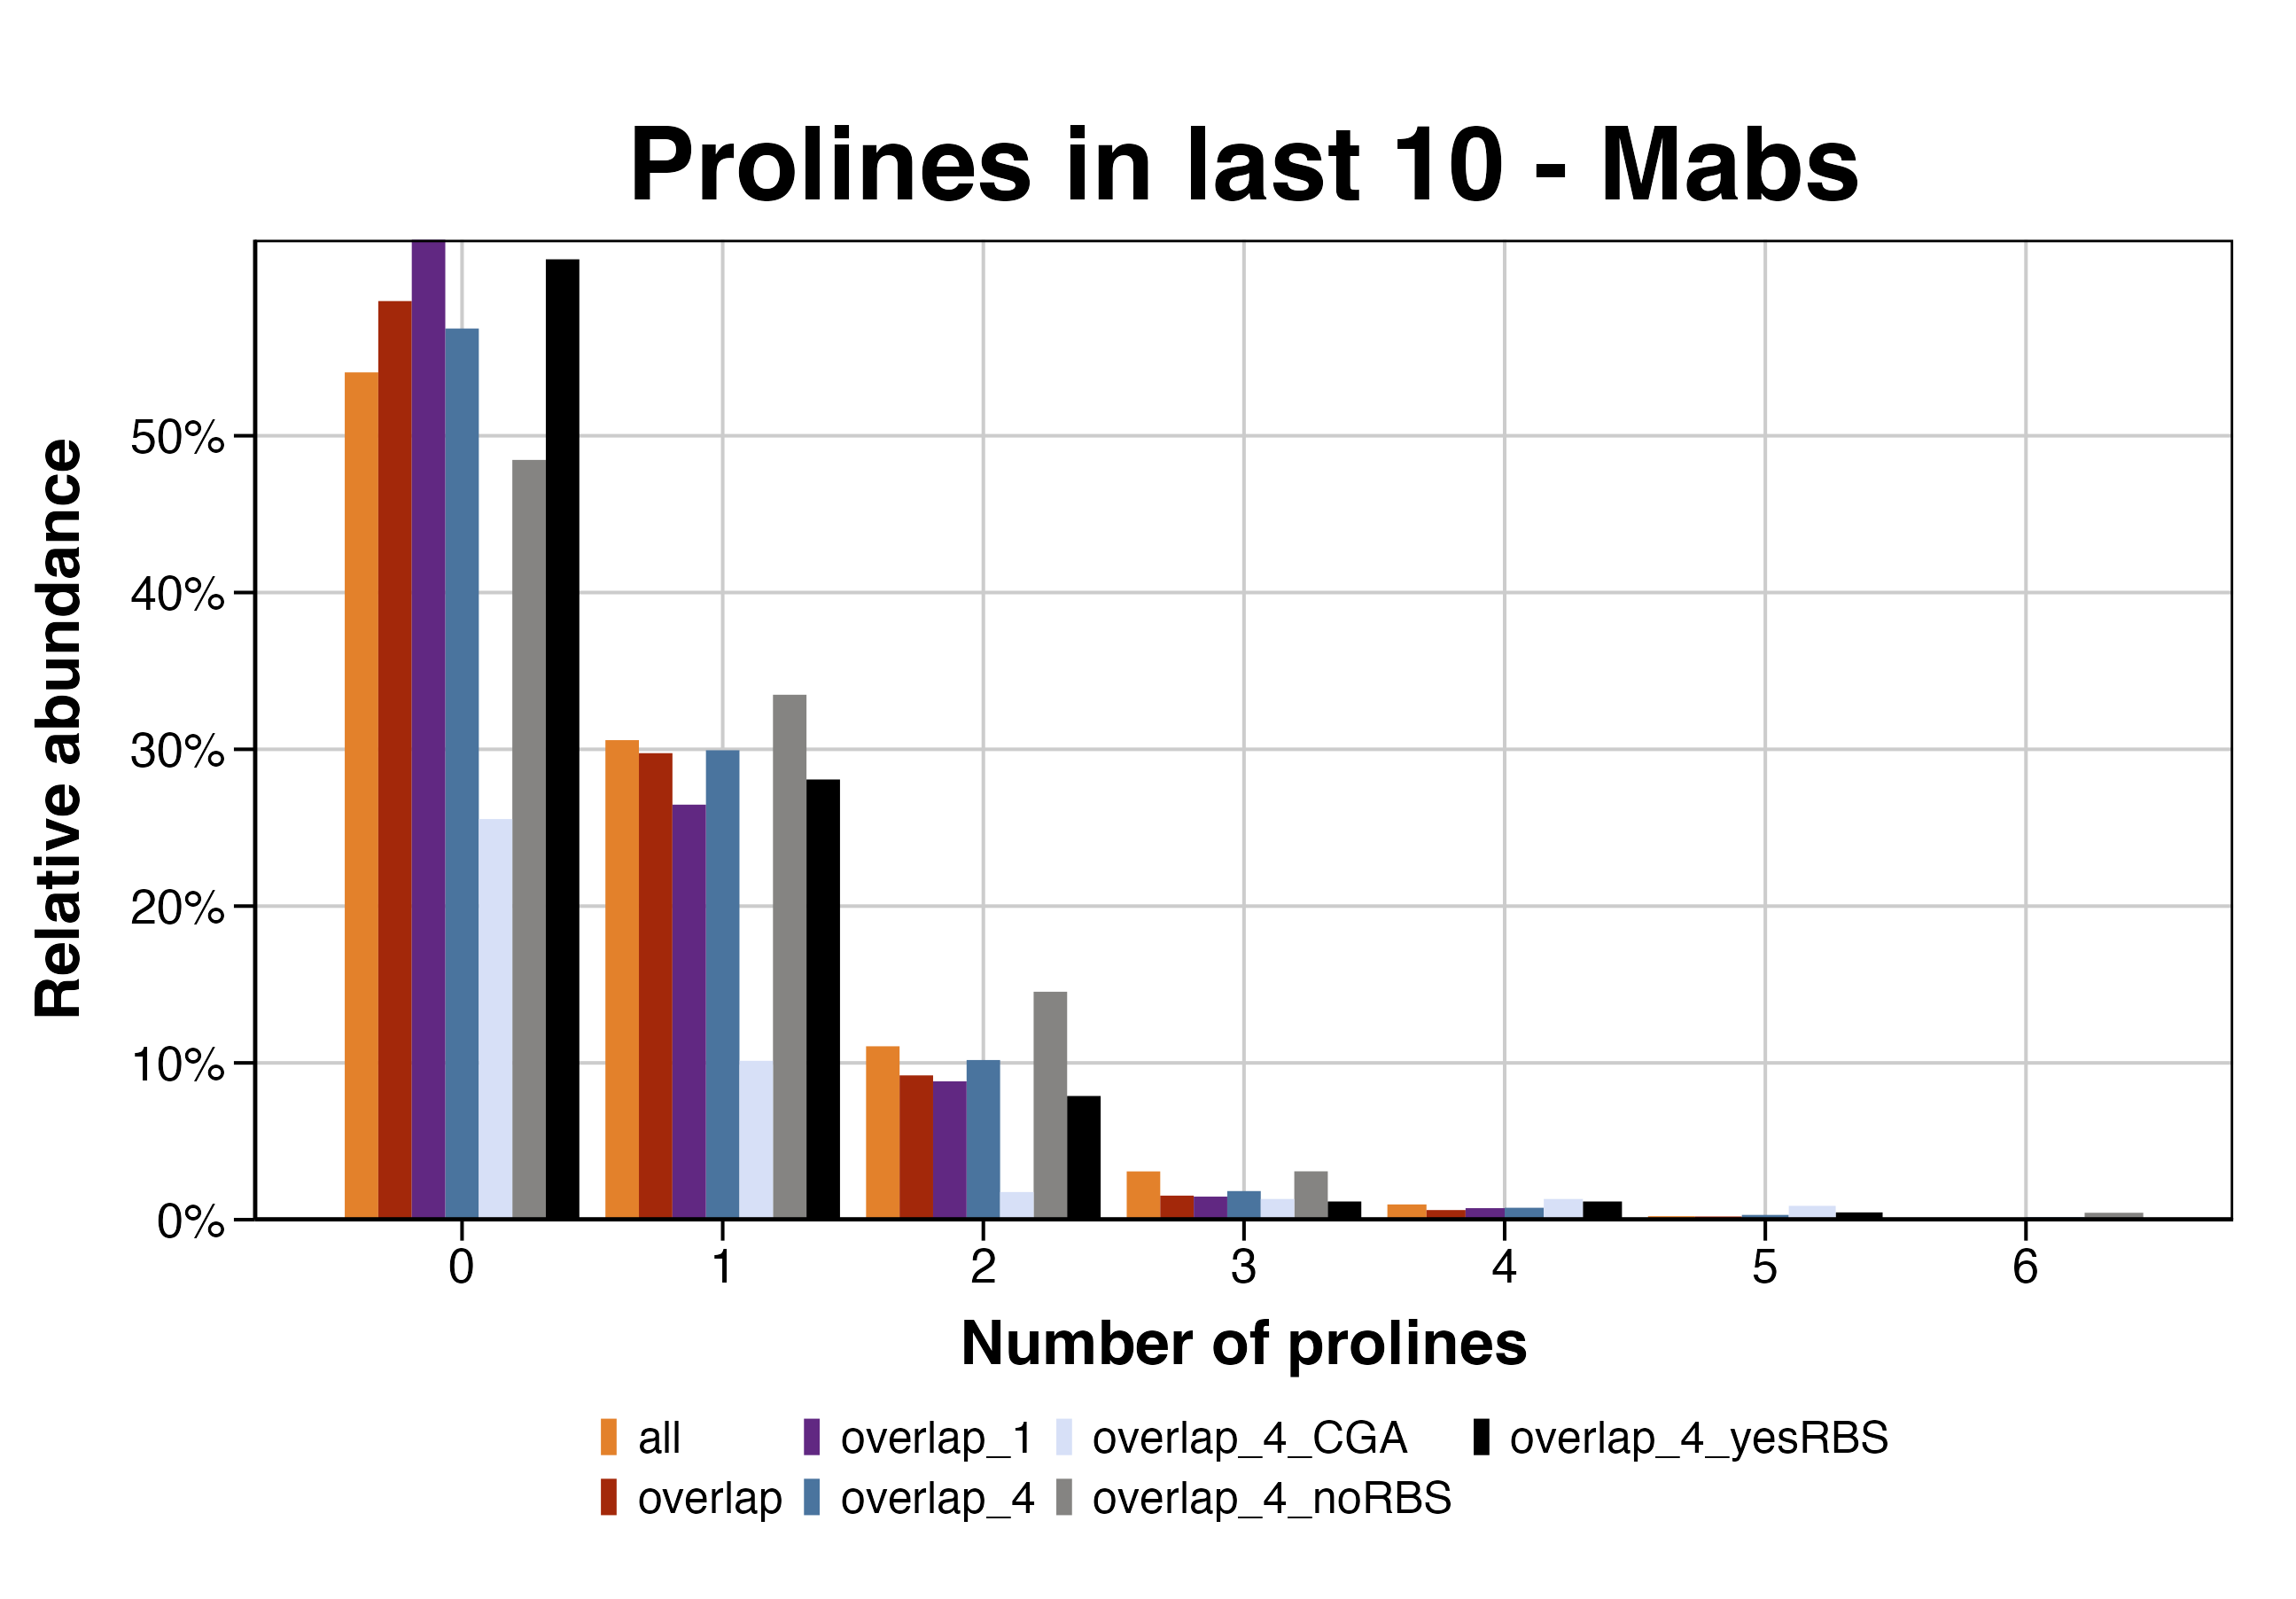 Prolines in last 10 - Mabs
Relative abundance
50%
40%
30%
20%
10%
0%
0 1 2 3 4 5 6
Number of prolines
all overlap_1 overlap_4_CGA overlap_4_yesRBS
overlap overlap_4 overlap_4_noRBS